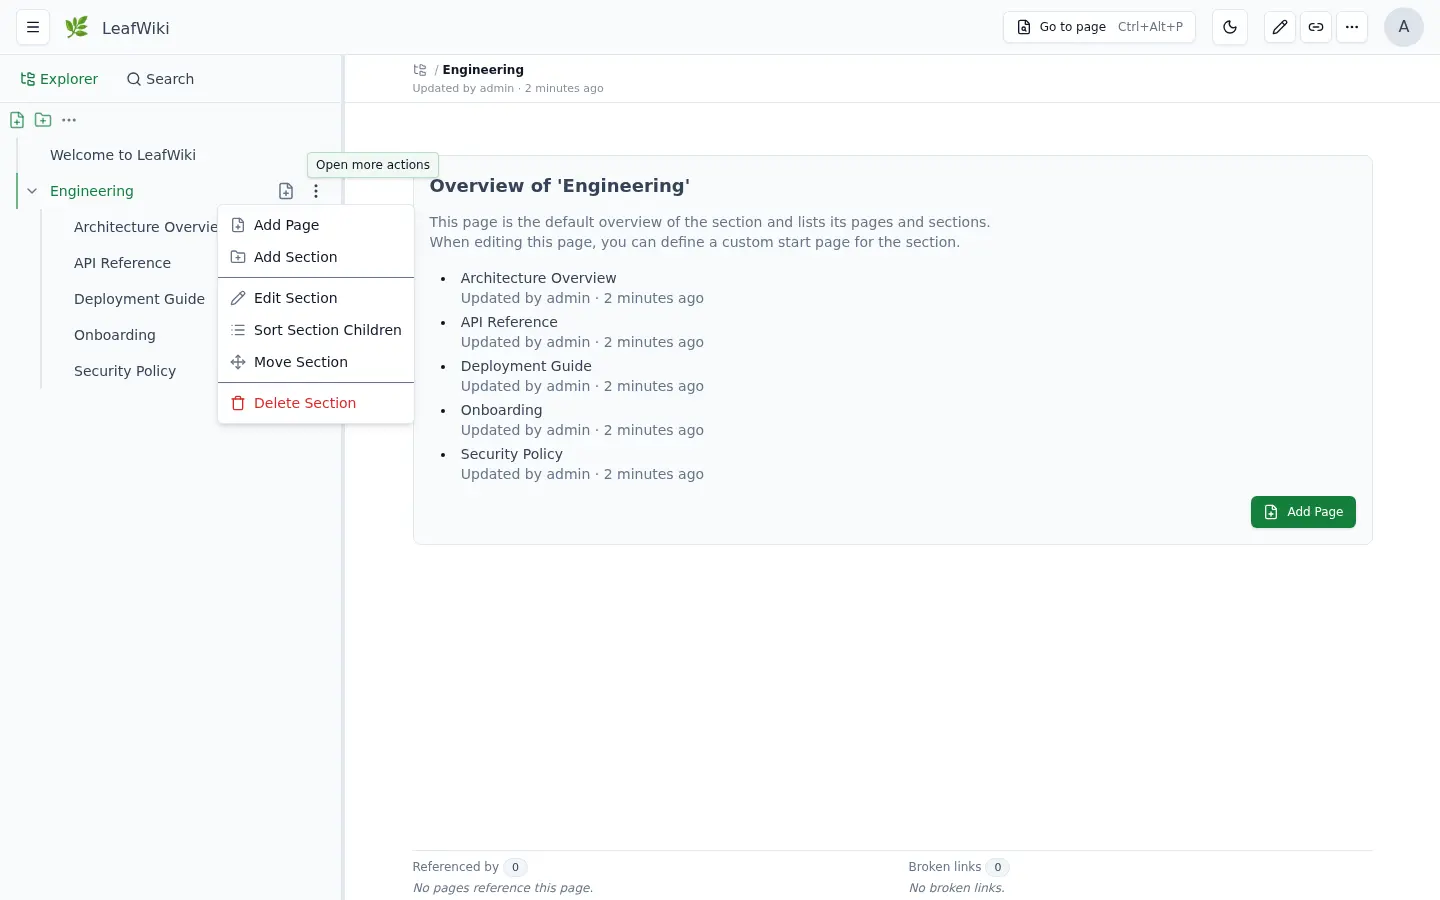 LeafWiki
Go to page Ctrl+Alt+P
A
Explorer
Search
/ Engineering
Updated by admin · 2 minutes ago
Welcome to LeafWiki
Open more actions
Engineering
Architecture Overvie
API Reference
Deployment Guide
Onboarding
Security Policy
Add Page
Add Section
Edit Section
Sort Section Children
Move Section
Delete Section
Overview of 'Engineering'
This page is the default overview of the section and lists its pages and sections.
When editing this page, you can define a custom start page for the section.
• Architecture Overview
Updated by admin · 2 minutes ago
• API Reference
Updated by admin · 2 minutes ago
• Deployment Guide
Updated by admin · 2 minutes ago
• Onboarding
Updated by admin · 2 minutes ago
• Security Policy
Updated by admin · 2 minutes ago
Add Page
Referenced by 0
No pages reference this page.
Broken links 0
No broken links.